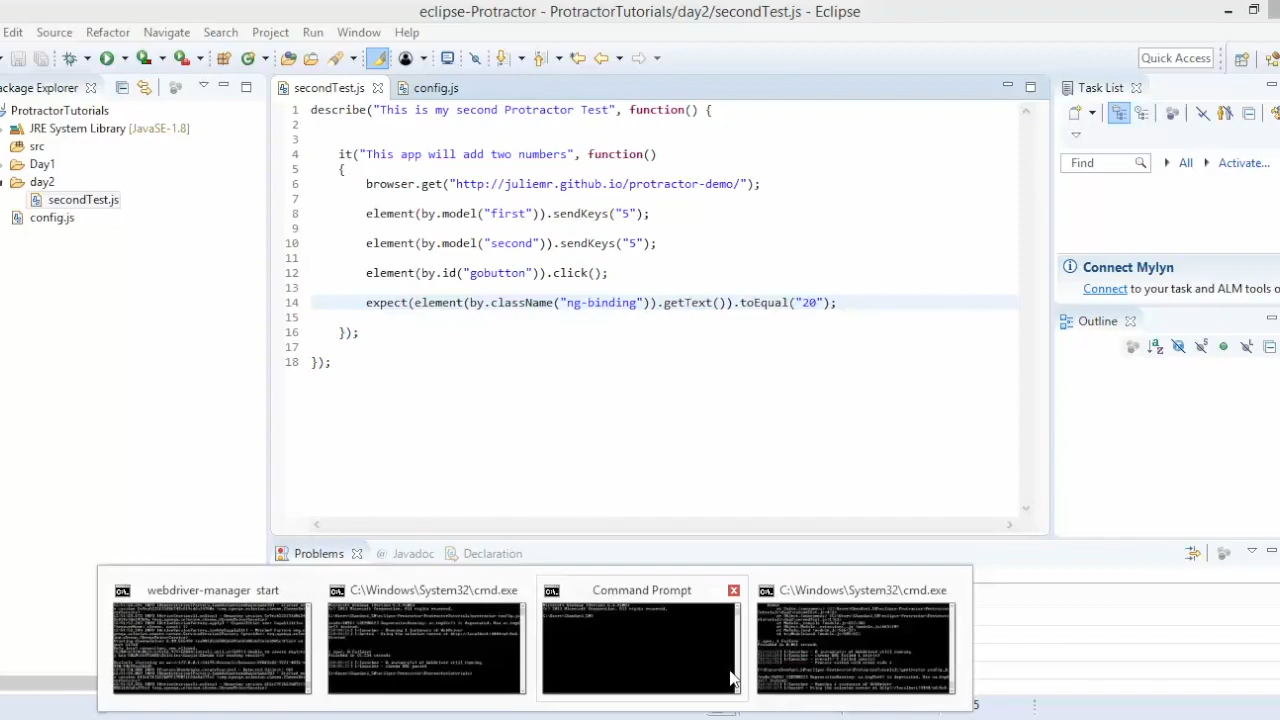 eclipse-Protractor - ProtractorTutorials/day2/secondTest.js - Eclipse
Edit Source Refactor Navigate Search Project Run Window Help
Quick Access
ackage Explorer
secondTest.js
config.js
Task List
ProtractorTutorials
JRE System Library [JavaSE-1.8]
src
Day1
day2
secondTest.js
config.js
1 describe("This is my second Protractor Test", function() {
2
3
4 it("This app will add two numbers", function()
5 {
6 browser.get("http://juliemr.github.io/protractor-demo/");
7
8 element(by.model("first")).sendKeys("5");
9
10 element(by.model("second")).sendKeys("5");
11
12 element(by.id("gobutton")).click();
13
14 expect(element(by.className("ng-binding")).getText()).toEqual("20");
15
16 });
17
18 });
Find
All
Activate...
Connect Mylyn
Connect to your task and ALM tools o
Outline
Problems
@ Javadoc
Declaration
webdriver-manager start
C:\Windows\System32\cmd.exe
C:\Windows\System32\cmd.exe
5